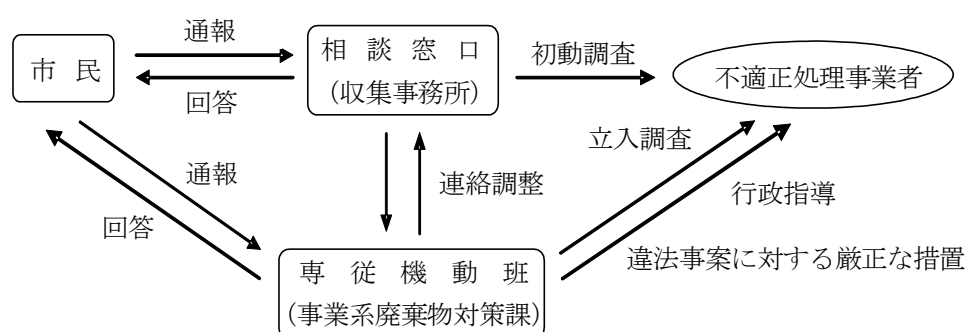 通報
市 民
回答
相 談 窓 口
(収集事務所)
初動調査
不適正処理事業者
立入調査
通報
連絡調整
行政指導
回答
違法事案に対する厳正な措置
専 従 機 動 班
(事業系廃棄物対策課)